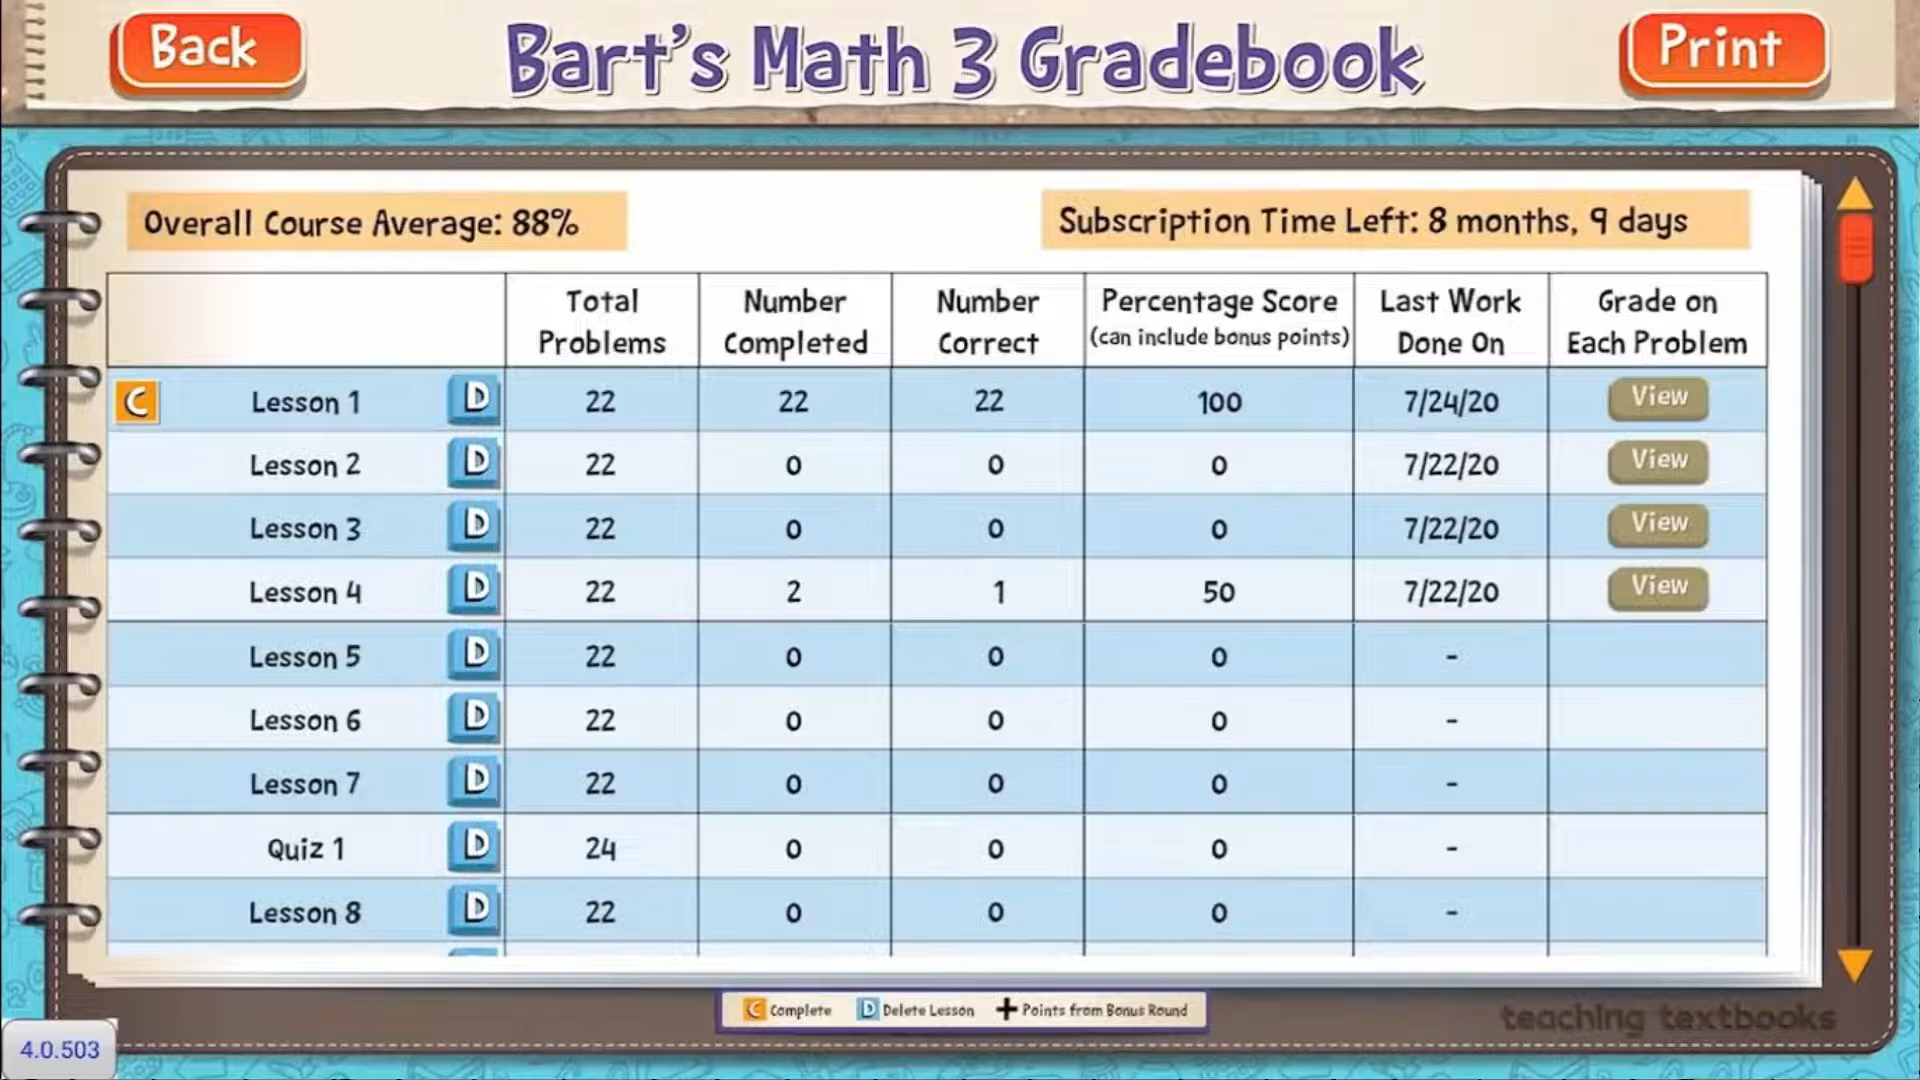 Back
Bart's Math 3 Gradebook
Print
Overall Course Average: 88%
Subscription Time Left: 8 months, 9 days
Total Problems
Number Completed
Number Correct
Percentage Score (can include bonus points)
Last Work Done On
Grade on Each Problem
C Lesson 1 D 22 22 22 100 7/24/20 View
Lesson 2 D 22 0 0 0 7/22/20 View
Lesson 3 D 22 0 0 0 7/22/20 View
Lesson 4 D 22 2 1 50 7/22/20 View
Lesson 5 D 22 0 0 0 -
Lesson 6 D 22 0 0 0 -
Lesson 7 D 22 0 0 0 -
Quiz 1 D 24 0 0 0 -
Lesson 8 D 22 0 0 0 -
C Complete D Delete Lesson + Points from Bonus Round
teaching textbooks
4.0.503